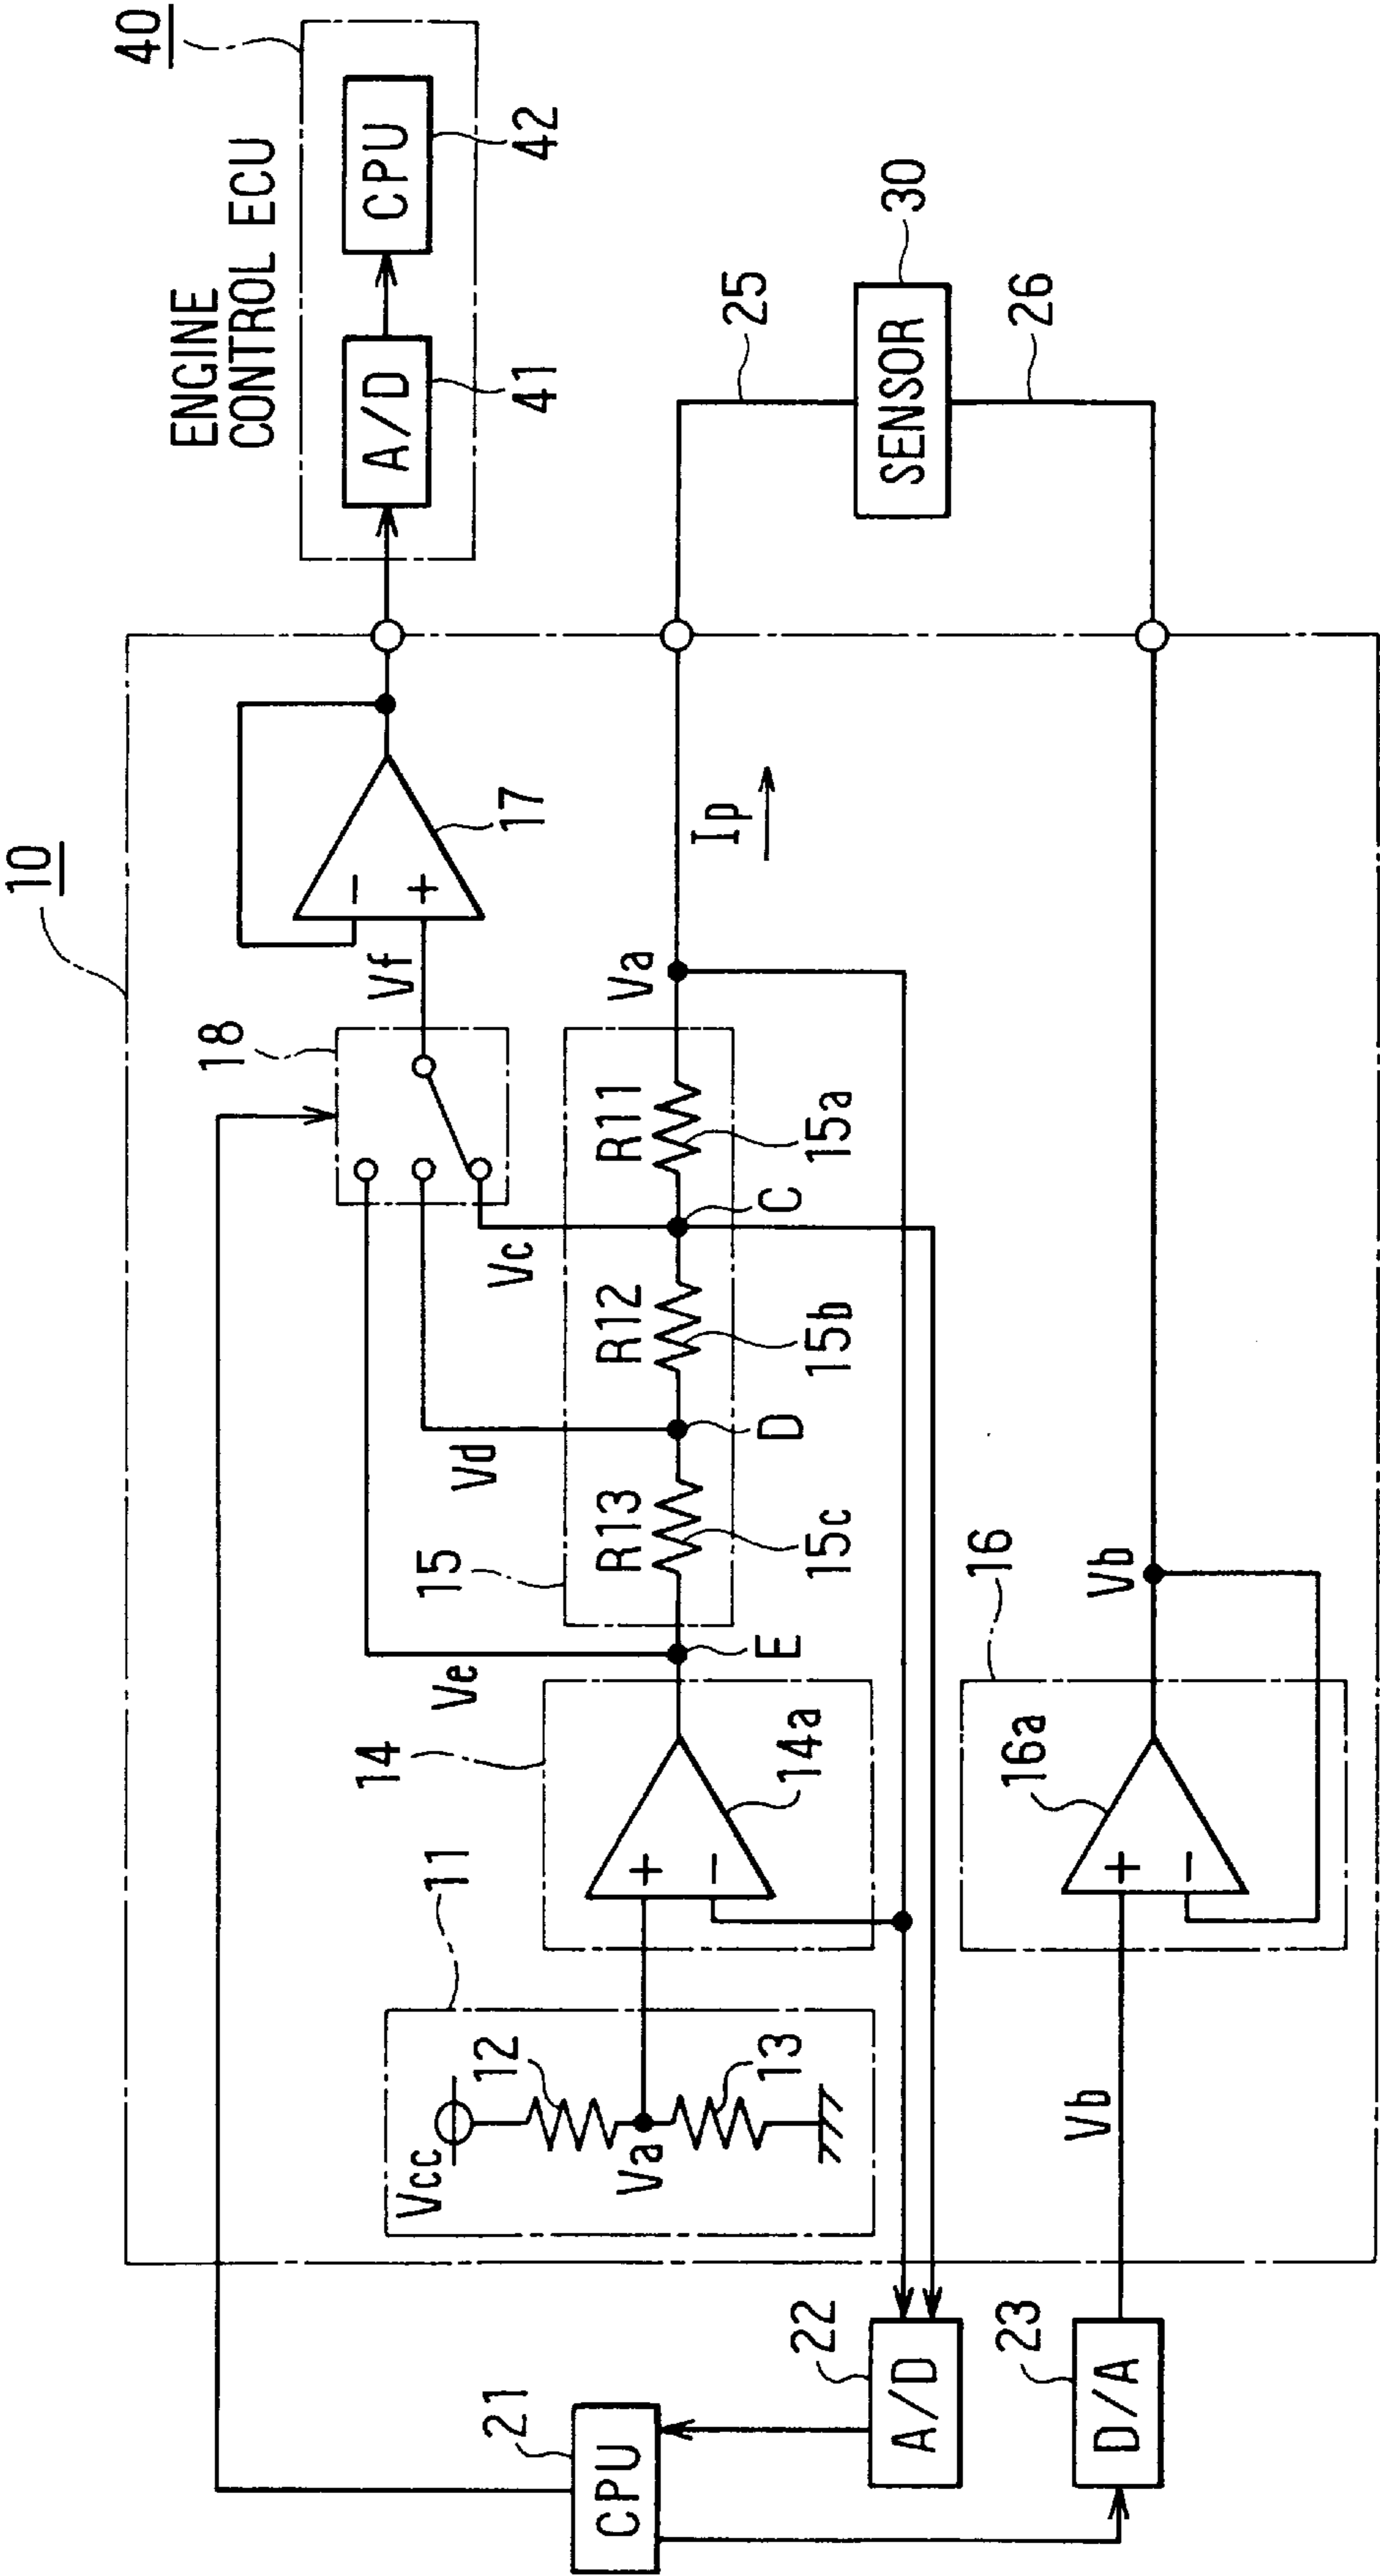 10
40
ENGINE
CONTROL ECU
CPU
42
A/D
41
17
−
+
Vf
18
Va
Ip
25
SENSOR
30
26
R11
15a
C
Vc
R12
15b
D
Vd
R13
15c
15
E
Ve
14
14a
+
−
11
Vcc
12
Va
13
16
16a
+
−
Vb
Vb
CPU
21
A/D
22
D/A
23